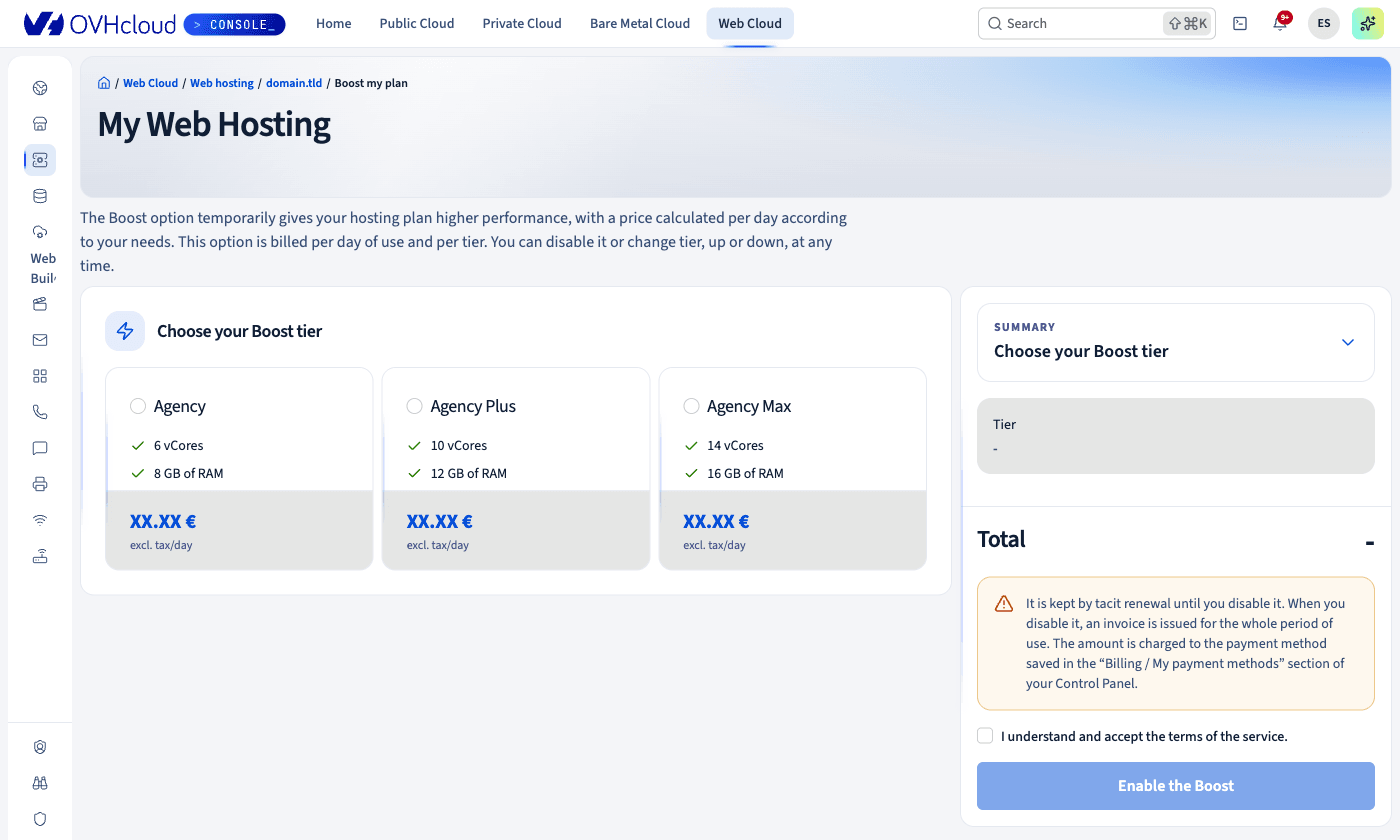 OVHcloud
> CONSOLE_
Home
Public Cloud
Private Cloud
Bare Metal Cloud
Web Cloud
Search
⇧⌘K
9+
ES
/ Web Cloud / Web hosting / domain.tld / Boost my plan
My Web Hosting
Web
The Boost option temporarily gives your hosting plan higher performance, with a price calculated per day according
to your needs. This option is billed per day of use and per tier. You can disable it or change tier, up or down, at any
time.
Choose your Boost tier
Agency
6 vCores
8 GB of RAM
XX.XX €
excl. tax/day
Agency Plus
10 vCores
12 GB of RAM
XX.XX €
excl. tax/day
Agency Max
14 vCores
16 GB of RAM
XX.XX €
excl. tax/day
SUMMARY
Choose your Boost tier
Tier
-
Total
-
It is kept by tacit renewal until you disable it. When you
disable it, an invoice is issued for the whole period of
use. The amount is charged to the payment method
saved in the “Billing / My payment methods” section of
your Control Panel.
I understand and accept the terms of the service.
Enable the Boost